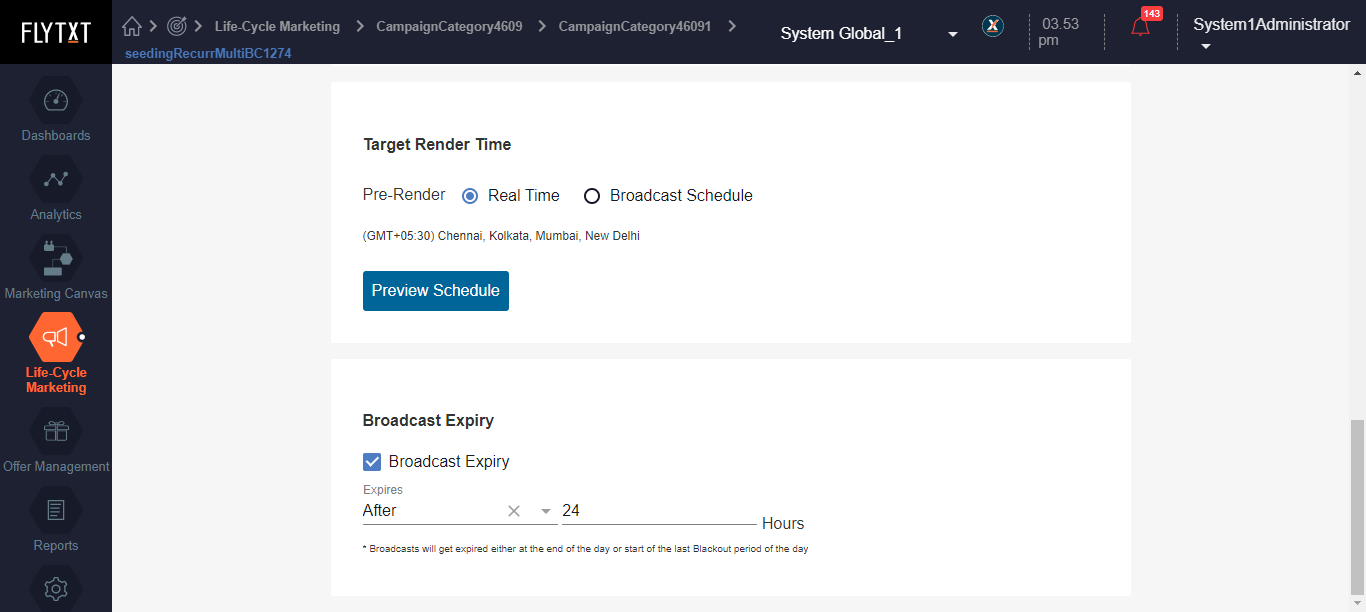 FLYTXT
Life-Cycle Marketing
CampaignCategory4609
CampaignCategory46091
seedingRecurrMultiBC1274
System Global_1
X
03.53
pm
143
System1Administrator
Dashboards
Analytics
Marketing Canvas
Life-Cycle
Marketing
Offer Management
Reports
Target Render Time
Pre-Render Real Time Broadcast Schedule
(GMT+05:30) Chennai, Kolkata, Mumbai, New Delhi
Preview Schedule
Broadcast Expiry
Broadcast Expiry
Expires
After 24 Hours
* Broadcasts will get expired either at the end of the day or start of the last Blackout period of the day